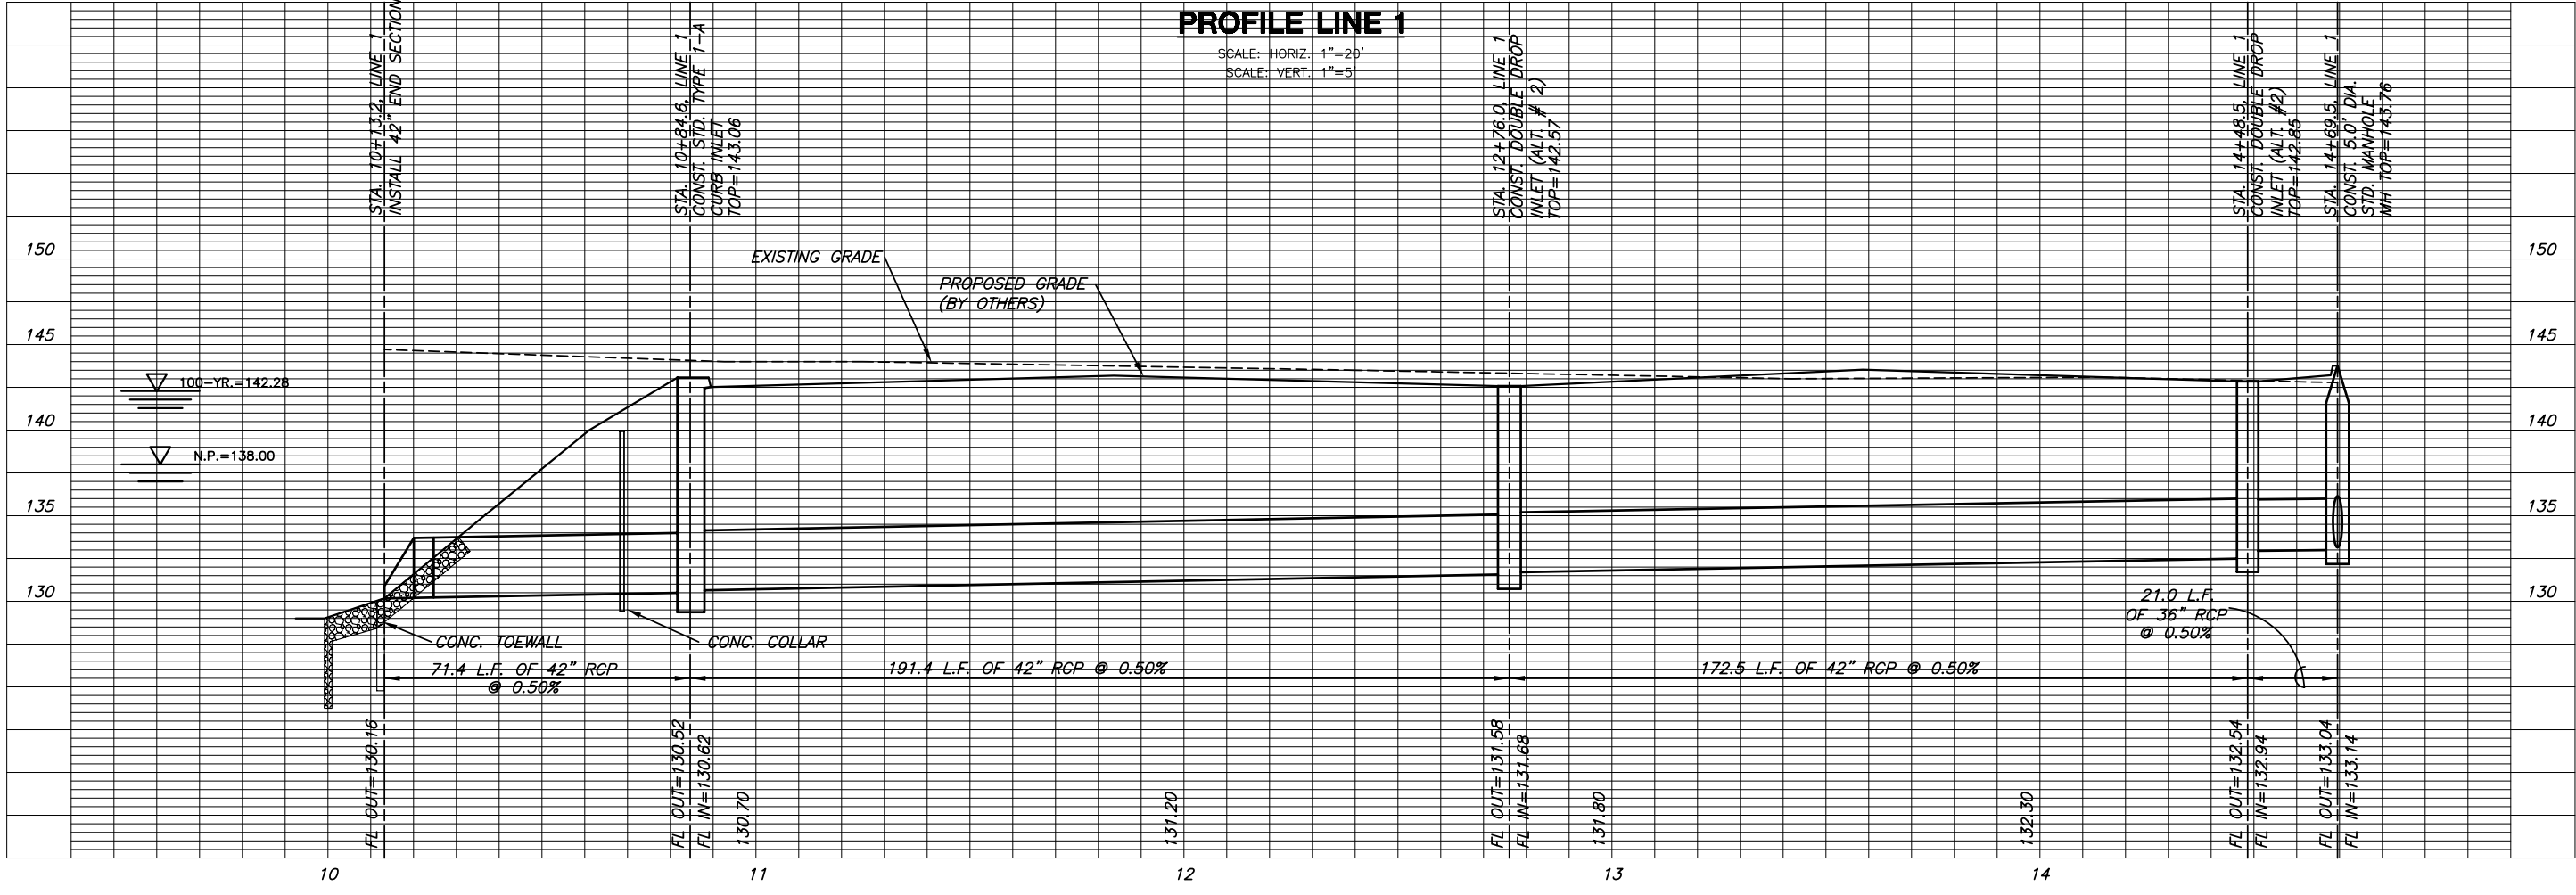 PROFILE LINE 1
SCALE: HORIZ. 1"=20'
SCALE: VERT. 1"=5'
STA. 10+13.2, LINE 1
INSTALL 42" END SECTION
STA. 10+84.6, LINE 1
CONST. STD. TYPE 1-A
CURB INLET
TOP=143.06
STA. 12+76.0, LINE 1
CONST. DOUBLE DROP
INLET (ALT. # 2)
TOP=142.57
STA. 14+48.5, LINE 1
CONST. DOUBLE DROP
INLET (ALT. #2)
TOP=142.85
STA. 14+69.5, LINE 1
CONST. 5.0' DIA.
STD. MANHOLE
MH TOP=143.76
150
150
EXISTING GRADE
PROPOSED GRADE
(BY OTHERS)
145
145
100-YR.=142.28
140
140
N.P.=138.00
135
135
130
130
21.0 L.F.
OF 36" RCP
@ 0.50%
CONC. TOEWALL
CONC. COLLAR
71.4 L.F. OF 42" RCP
@ 0.50%
191.4 L.F. OF 42" RCP @ 0.50%
172.5 L.F. OF 42" RCP @ 0.50%
FL OUT=130.16
FL OUT=130.52
FL IN=130.62
130.70
131.20
FL OUT=131.58
FL IN=131.68
131.80
132.30
FL OUT=132.54
FL IN=132.94
FL OUT=133.04
FL IN=133.14
10
11
12
13
14